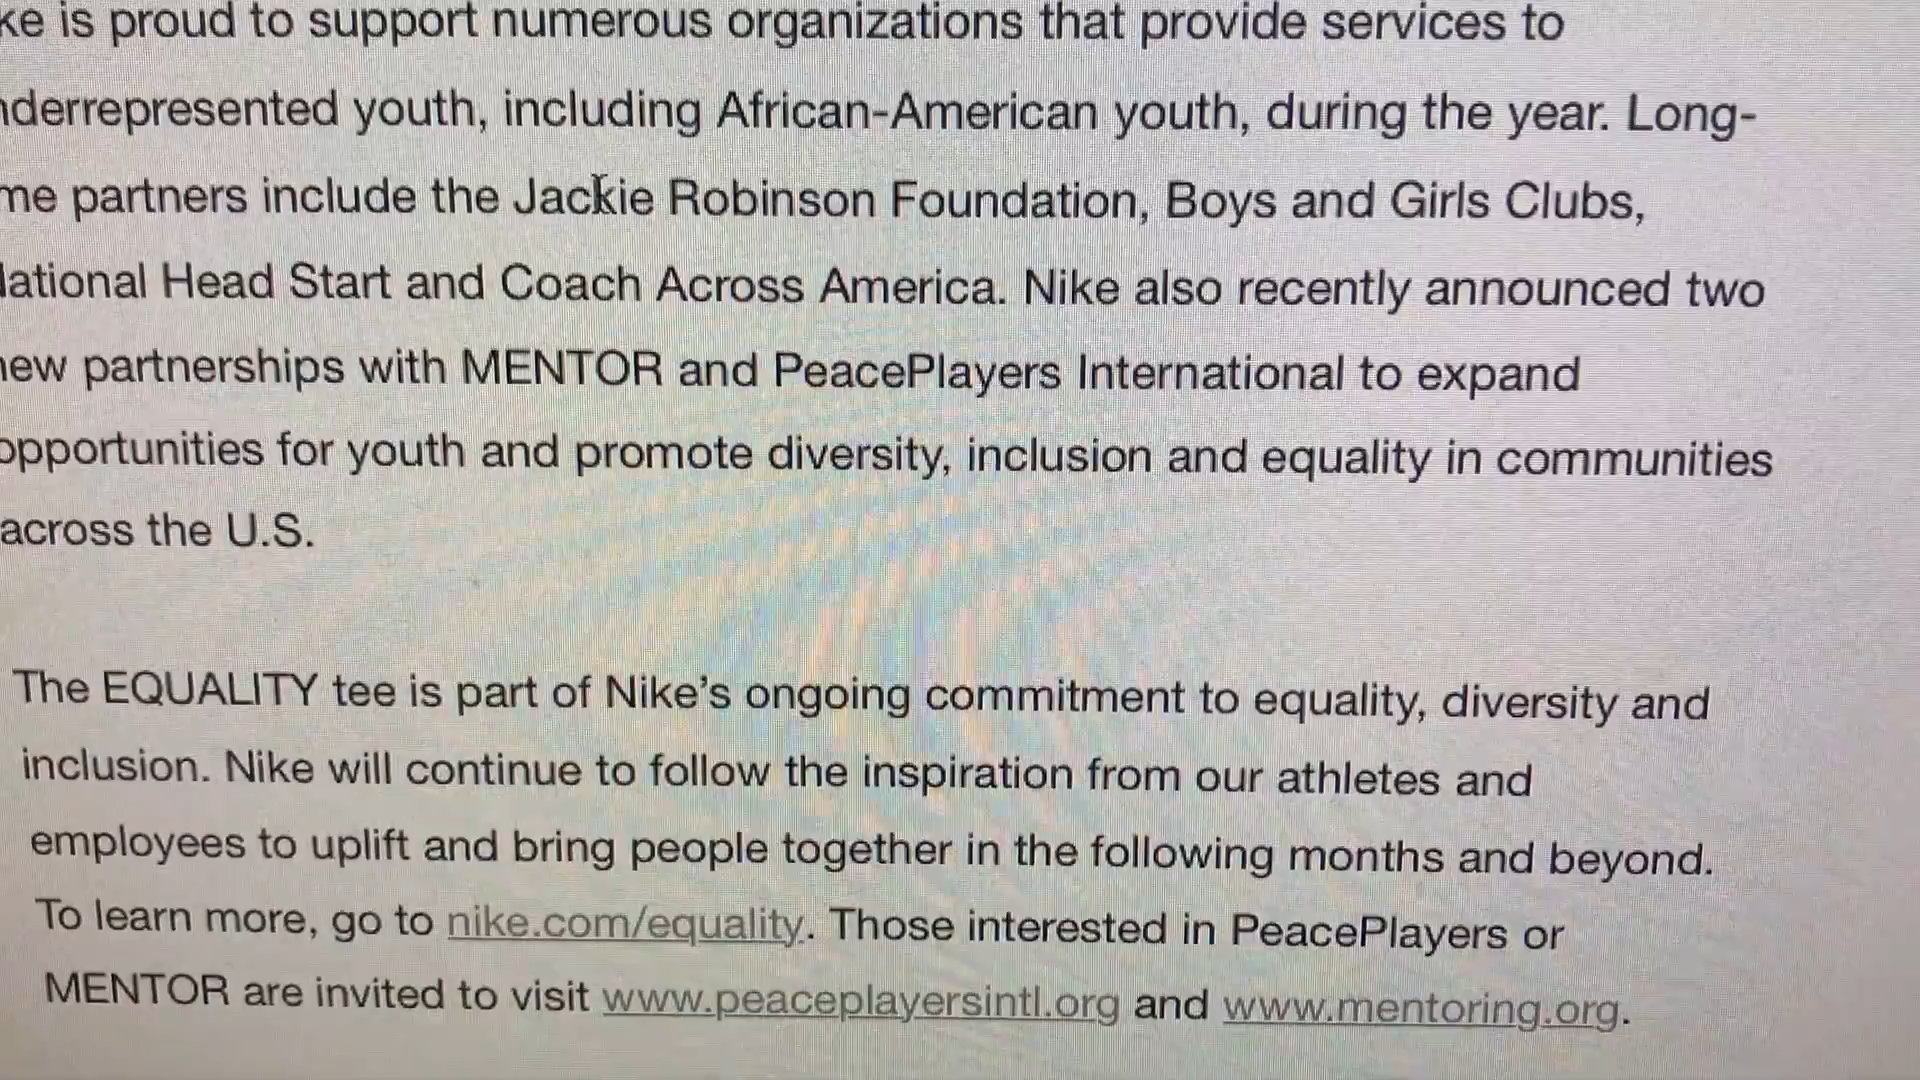 ke is proud to support numerous organizations that provide services to
nderrepresented youth, including African-American youth, during the year. Long-
me partners include the Jackie Robinson Foundation, Boys and Girls Clubs,
National Head Start and Coach Across America. Nike also recently announced two
new partnerships with MENTOR and PeacePlayers International to expand
opportunities for youth and promote diversity, inclusion and equality in communities
across the U.S.
The EQUALITY tee is part of Nike’s ongoing commitment to equality, diversity and
inclusion. Nike will continue to follow the inspiration from our athletes and
employees to uplift and bring people together in the following months and beyond.
To learn more, go to nike.com/equality. Those interested in PeacePlayers or
MENTOR are invited to visit www.peaceplayersintl.org and www.mentoring.org.